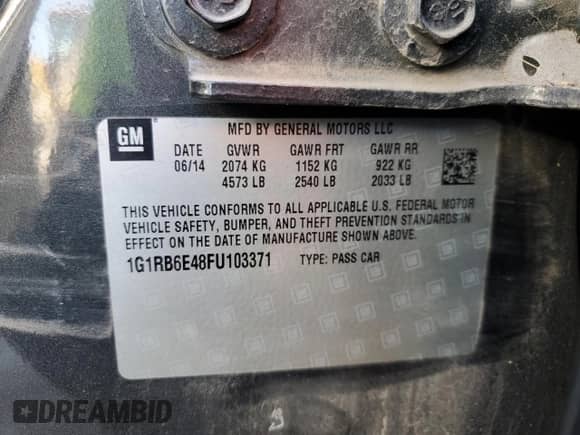 GM
MFD BY GENERAL MOTORS LLC
DATE GVWR GAWR FRT GAWR RR
06/14 2074 KG 1152 KG 922 KG
4573 LB 2540 LB 2033 LB
THIS VEHICLE CONFORMS TO ALL APPLICABLE U.S. FEDERAL MOTOR
VEHICLE SAFETY, BUMPER, AND THEFT PREVENTION STANDARDS IN
EFFECT ON THE DATE OF MANUFACTURE SHOWN ABOVE.
1G1RB6E48FU103371 TYPE: PASS CAR
DREAMBID